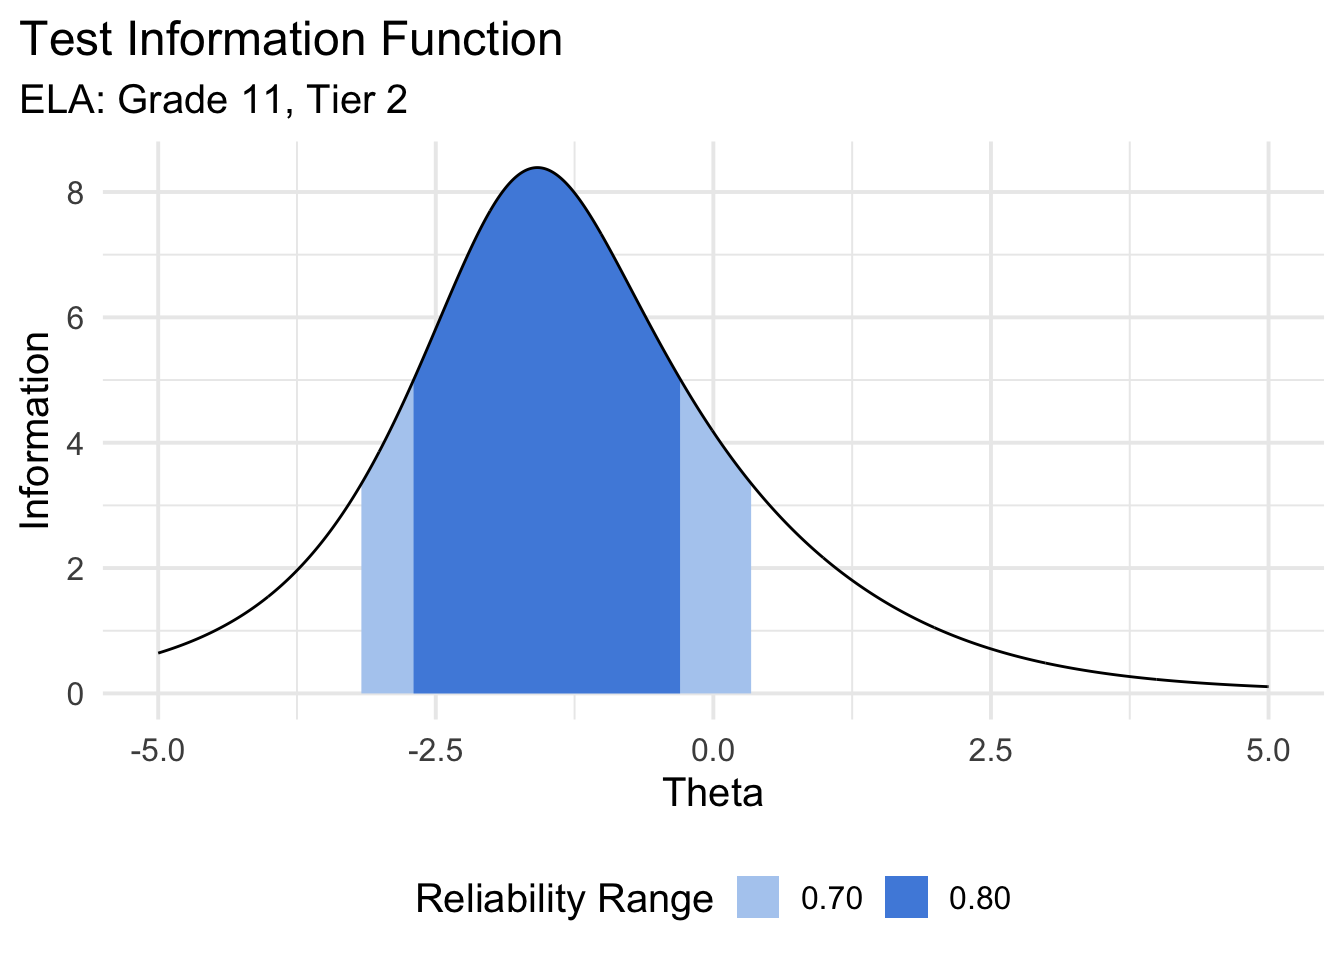 Test Information Function
ELA: Grade 11, Tier 2
8
6
4
2
0
Information
-5.0 -2.5 0.0 2.5 5.0
Theta
Reliability Range 0.70 0.80